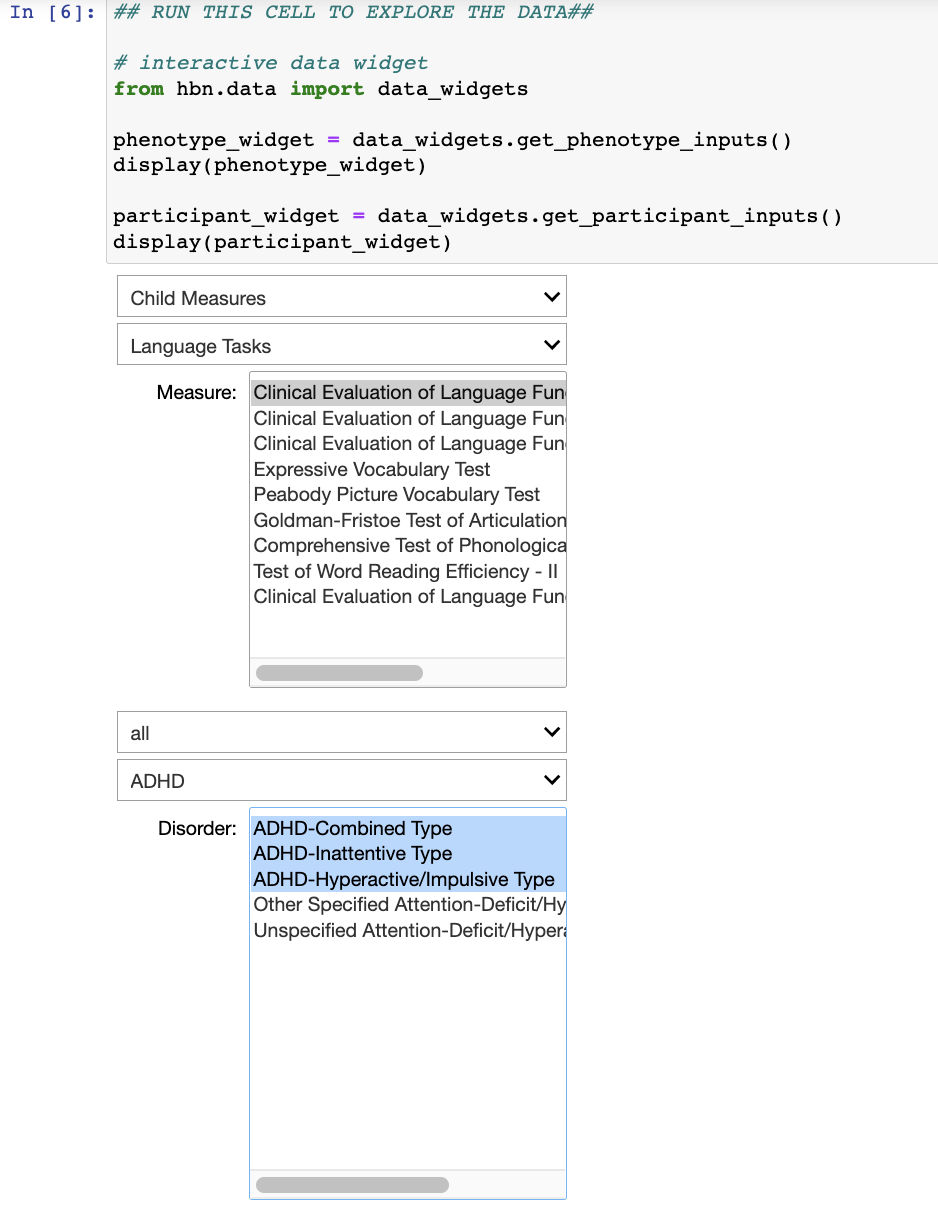 In [6]: ## RUN THIS CELL TO EXPLORE THE DATA##
# interactive data widget
from hbn.data import data_widgets
phenotype_widget = data_widgets.get_phenotype_inputs()
display(phenotype_widget)
participant_widget = data_widgets.get_participant_inputs()
display(participant_widget)
Child Measures
Language Tasks
Measure: Clinical Evaluation of Language Fun
Clinical Evaluation of Language Fun
Clinical Evaluation of Language Fun
Expressive Vocabulary Test
Peabody Picture Vocabulary Test
Goldman-Fristoe Test of Articulation
Comprehensive Test of Phonologica
Test of Word Reading Efficiency - II
Clinical Evaluation of Language Fun
all
ADHD
Disorder: ADHD-Combined Type
ADHD-Inattentive Type
ADHD-Hyperactive/Impulsive Type
Other Specified Attention-Deficit/Hy
Unspecified Attention-Deficit/Hyper